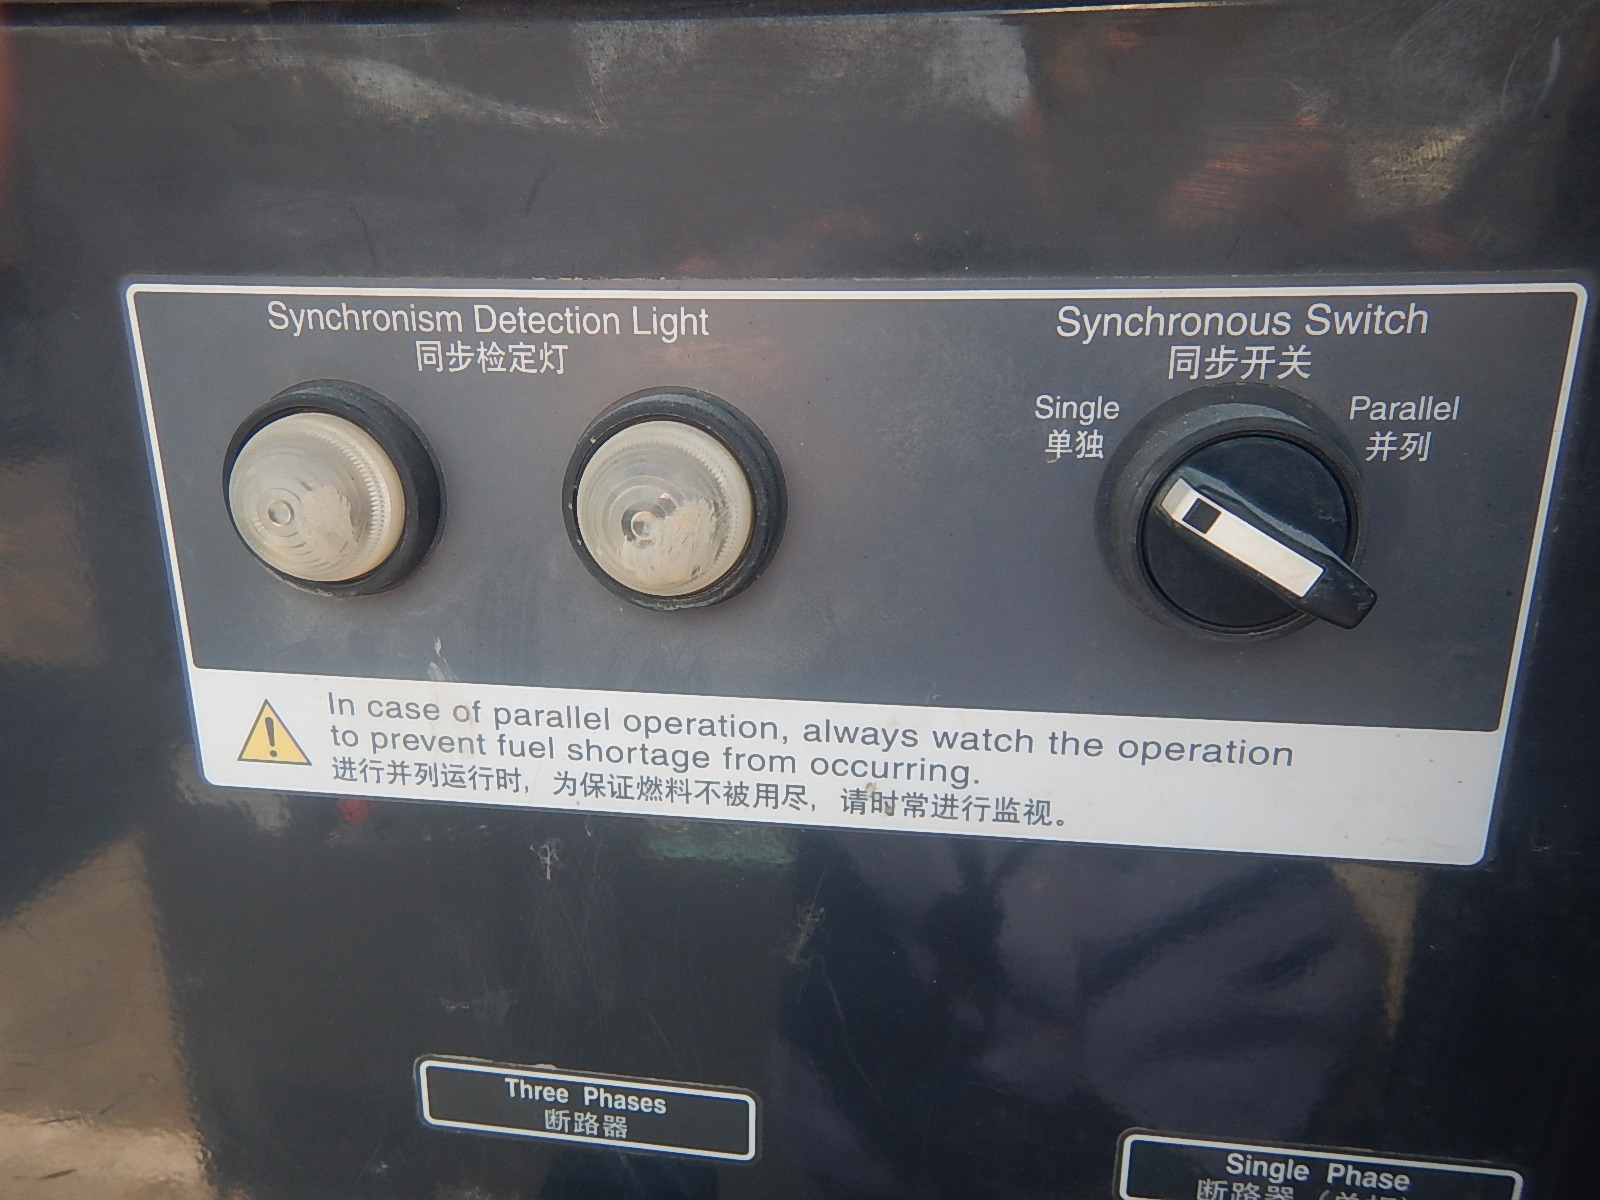 Synchronism Detection Light
同步检定灯
Synchronous Switch
同步开关
Single
单独
Parallel
并列
In case of parallel operation, always watch the operation
to prevent fuel shortage from occurring.
进行并列运行时，为保证燃料不被用尽，请时常进行监视。
Three Phases
断路器
Single Phase
断路器